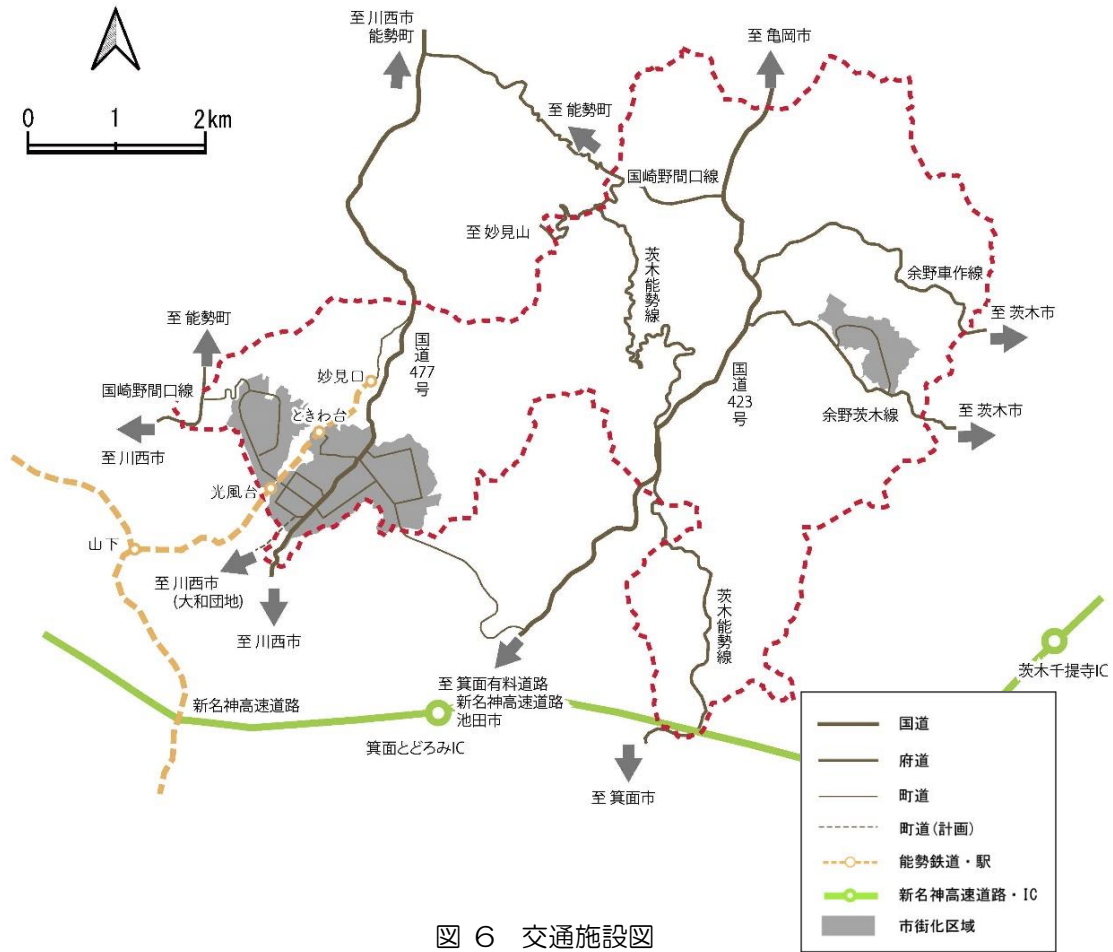 至 川西市
能勢町
至 亀岡市
0 1 2km
至 能勢町
国崎野間口線
至 妙見山
茨木能勢線
余野車作線
至 茨木市
至 能勢町
国道
477
号
国道
423
号
妙見口
国崎野間口線
ときわ台
余野茨木線
至 茨木市
至 川西市
光風台
山下
至 川西市
(大和団地)
至 川西市
茨木能勢線
茨木千提寺IC
至 箕面有料道路
新名神高速道路
池田市
新名神高速道路
箕面とどろみIC
至 箕面市
国道
府道
町道
町道(計画)
能勢鉄道・駅
新名神高速道路・IC
市街化区域
図 6 交通施設図